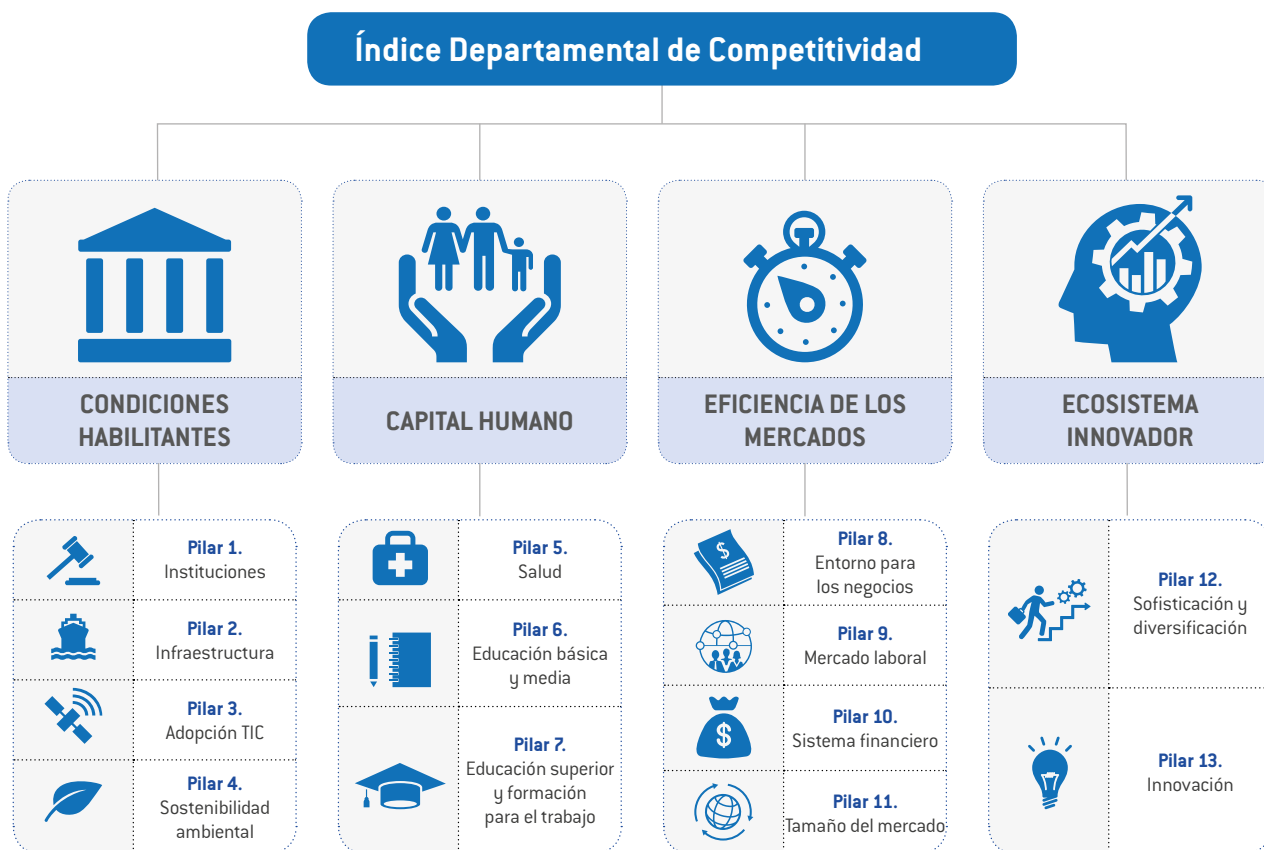 Índice Departamental de Competitividad
CONDICIONES
HABILITANTES
CAPITAL HUMANO
EFICIENCIA DE LOS
MERCADOS
ECOSISTEMA
INNOVADOR
Pilar 1.
Instituciones
Pilar 2.
Infraestructura
Pilar 3.
Adopción TIC
Pilar 4.
Sostenibilidad
ambiental
Pilar 5.
Salud
Pilar 6.
Educación básica
y media
Pilar 7.
Educación superior
y formación
para el trabajo
$
Pilar 8.
Entorno para
los negocios
Pilar 9.
Mercado laboral
$
Pilar 10.
Sistema financiero
Pilar 11.
Tamaño del mercado
Pilar 12.
Sofisticación y
diversificación
Pilar 13.
Innovación